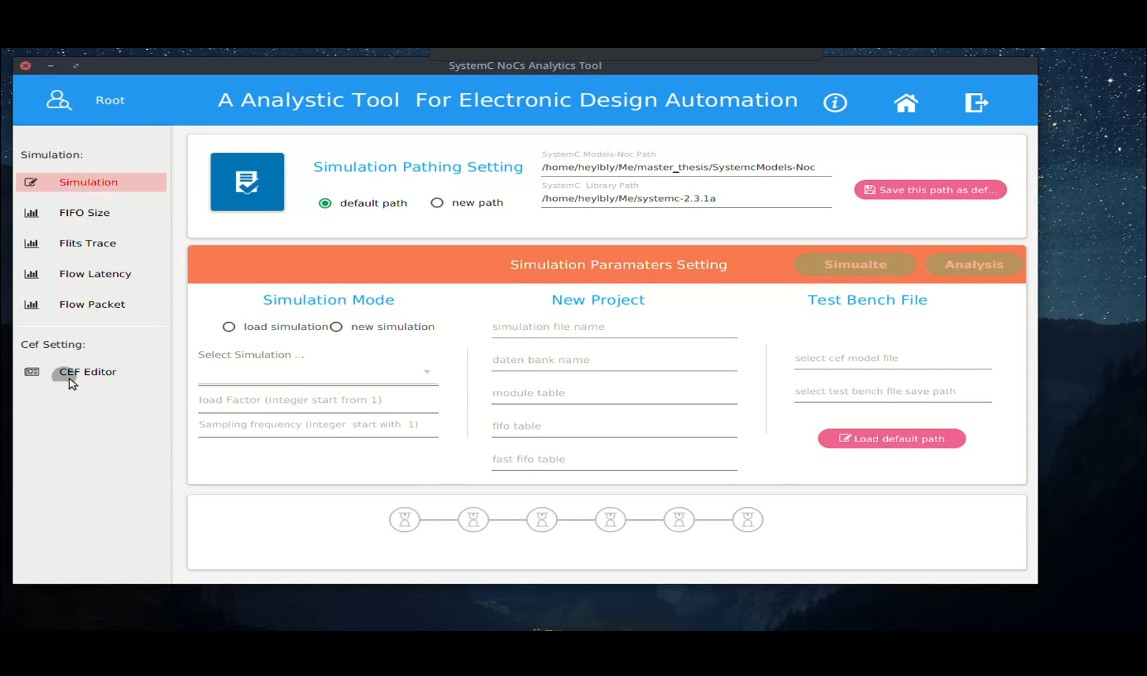 SystemC NoCs Analytics Tool
Root
A Analystic Tool For Electronic Design Automation
Simulation:
Simulation
FIFO Size
Flits Trace
Flow Latency
Flow Packet
Cef Setting:
CEF Editor
Simulation Pathing Setting
default path
new path
SystemC Models-Noc Path
/home/heylbly/Me/master_thesis/SystemcModels-Noc
SystemC Library Path
/home/heylbly/Me/systemc-2.3.1a
Save this path as def...
Simulation Paramaters Setting
Simualte
Analysis
Simulation Mode
load simulation
new simulation
Select Simulation ...
load Factor (Integer start from 1)
Sampling frequency (Integer start with 1)
New Project
simulation file name
daten bank name
module table
fifo table
fast fifo table
Test Bench File
select cef model file
select test bench file save path
Load default path